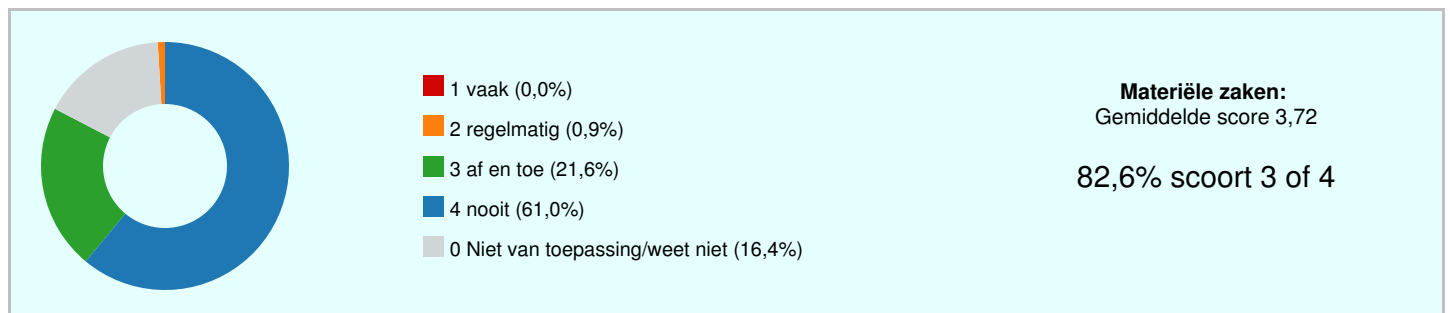 1 vaak (0,0%)
2 regelmatig (0,9%)
3 af en toe (21,6%)
4 nooit (61,0%)
0 Niet van toepassing/weet niet (16,4%)
Materiële zaken:
Gemiddelde score 3,72
82,6% scoort 3 of 4